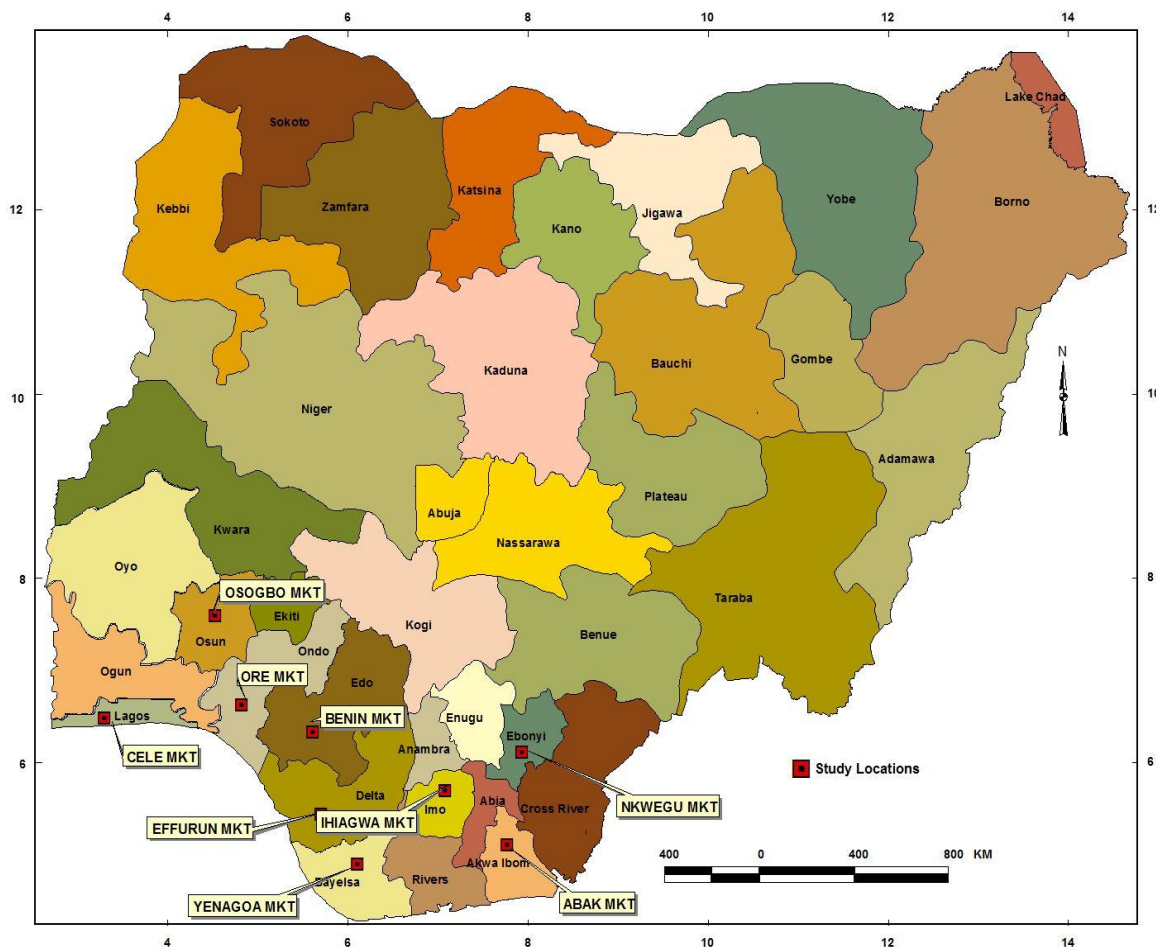 4 6 8 10 12 14
Lake Chad
Sokoto
Katsina
Zamfara
Kebbi
Kano
Jigawa
Yobe
Borno
12
12
Bauchi
Gombe
Kaduna
N
Niger
10
10
Adamawa
Plateau
Abuja
Kwara
Nassarawa
Oyo
8
8
OSOGBO MKT
Ekiti
Taraba
Kogi
Benue
Osun
Ondo
Ogun
ORE MKT
Edo
Lagos
BENIN MKT
Enugu
Ebonyi
Anambra
CELE MKT
6
6
Study Locations
Delta
Imo
Abia
Cross River
NKWEGU MKT
EFFURUN MKT
IHIAGWA MKT
400 0 400 800 KM
Akwa Ibom
Bayelsa
Rivers
YENAGOA MKT
ABAK MKT
4 6 8 10 12 14